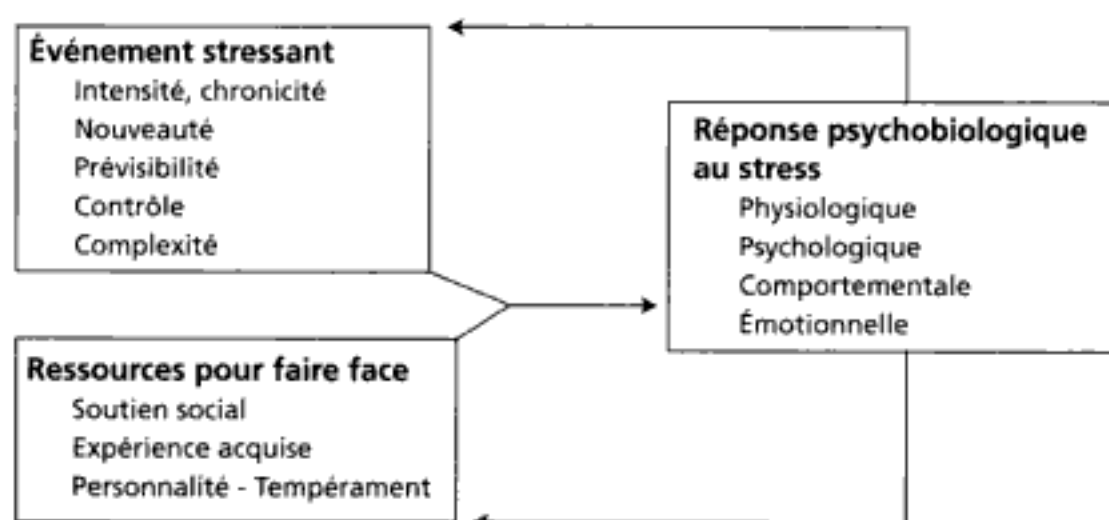 Événement stressant
Intensité, chronicité
Nouveauté
Prévisibilité
Contrôle
Complexité
Réponse psychobiologique
au stress
Physiologique
Psychologique
Comportementale
Émotionnelle
Ressources pour faire face
Soutien social
Expérience acquise
Personnalité - Tempérament